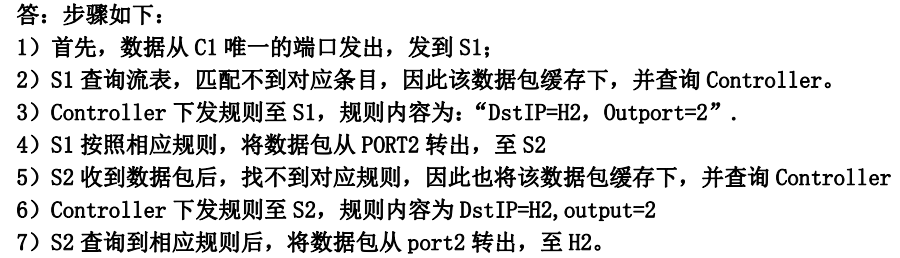 答：步骤如下：
1）首先，数据从 C1 唯一的端口发出，发到 S1；
2）S1 查询流表，匹配不到对应条目，因此该数据包缓存下，并查询 Controller。
3）Controller 下发规则至 S1，规则内容为：“DstIP=H2，Outport=2”.
4）S1 按照相应规则，将数据包从 PORT2 转出，至 S2
5）S2 收到数据包后，找不到对应规则，因此也将该数据包缓存下，并查询 Controller
6）Controller 下发规则至 S2，规则内容为 DstIP=H2,output=2
7）S2 查询到相应规则后，将数据包从 port2 转出，至 H2。